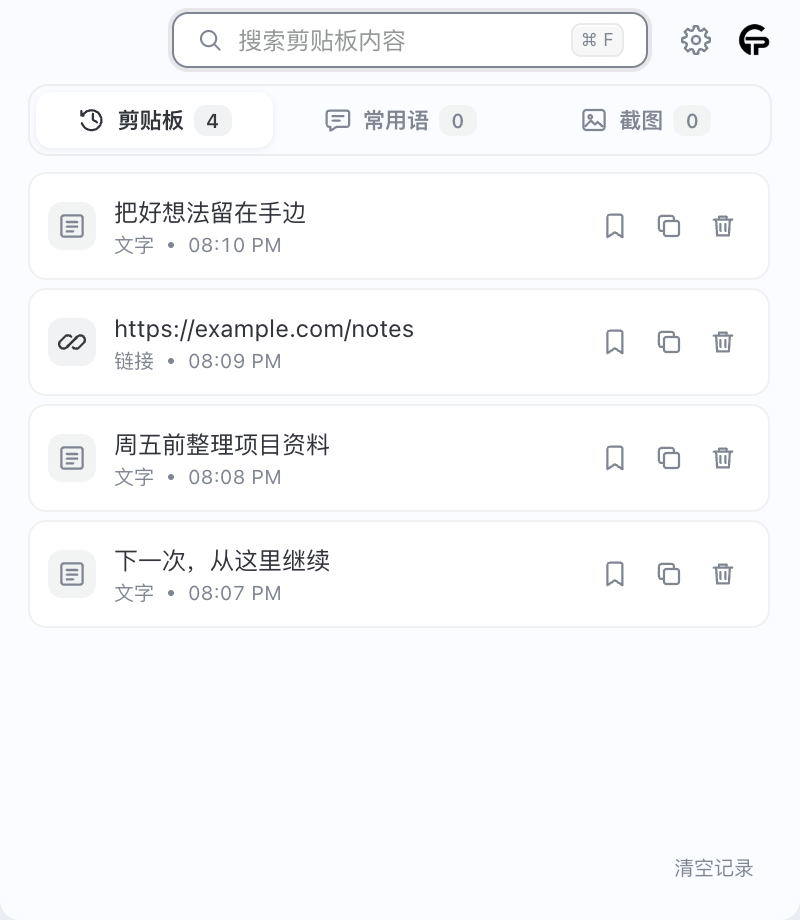 搜索剪贴板内容 ⌘ F
剪贴板 4 常用语 0 截图 0
把好想法留在手边
文字 • 08:10 PM
https://example.com/notes
链接 • 08:09 PM
周五前整理项目资料
文字 • 08:08 PM
下一次，从这里继续
文字 • 08:07 PM
清空记录